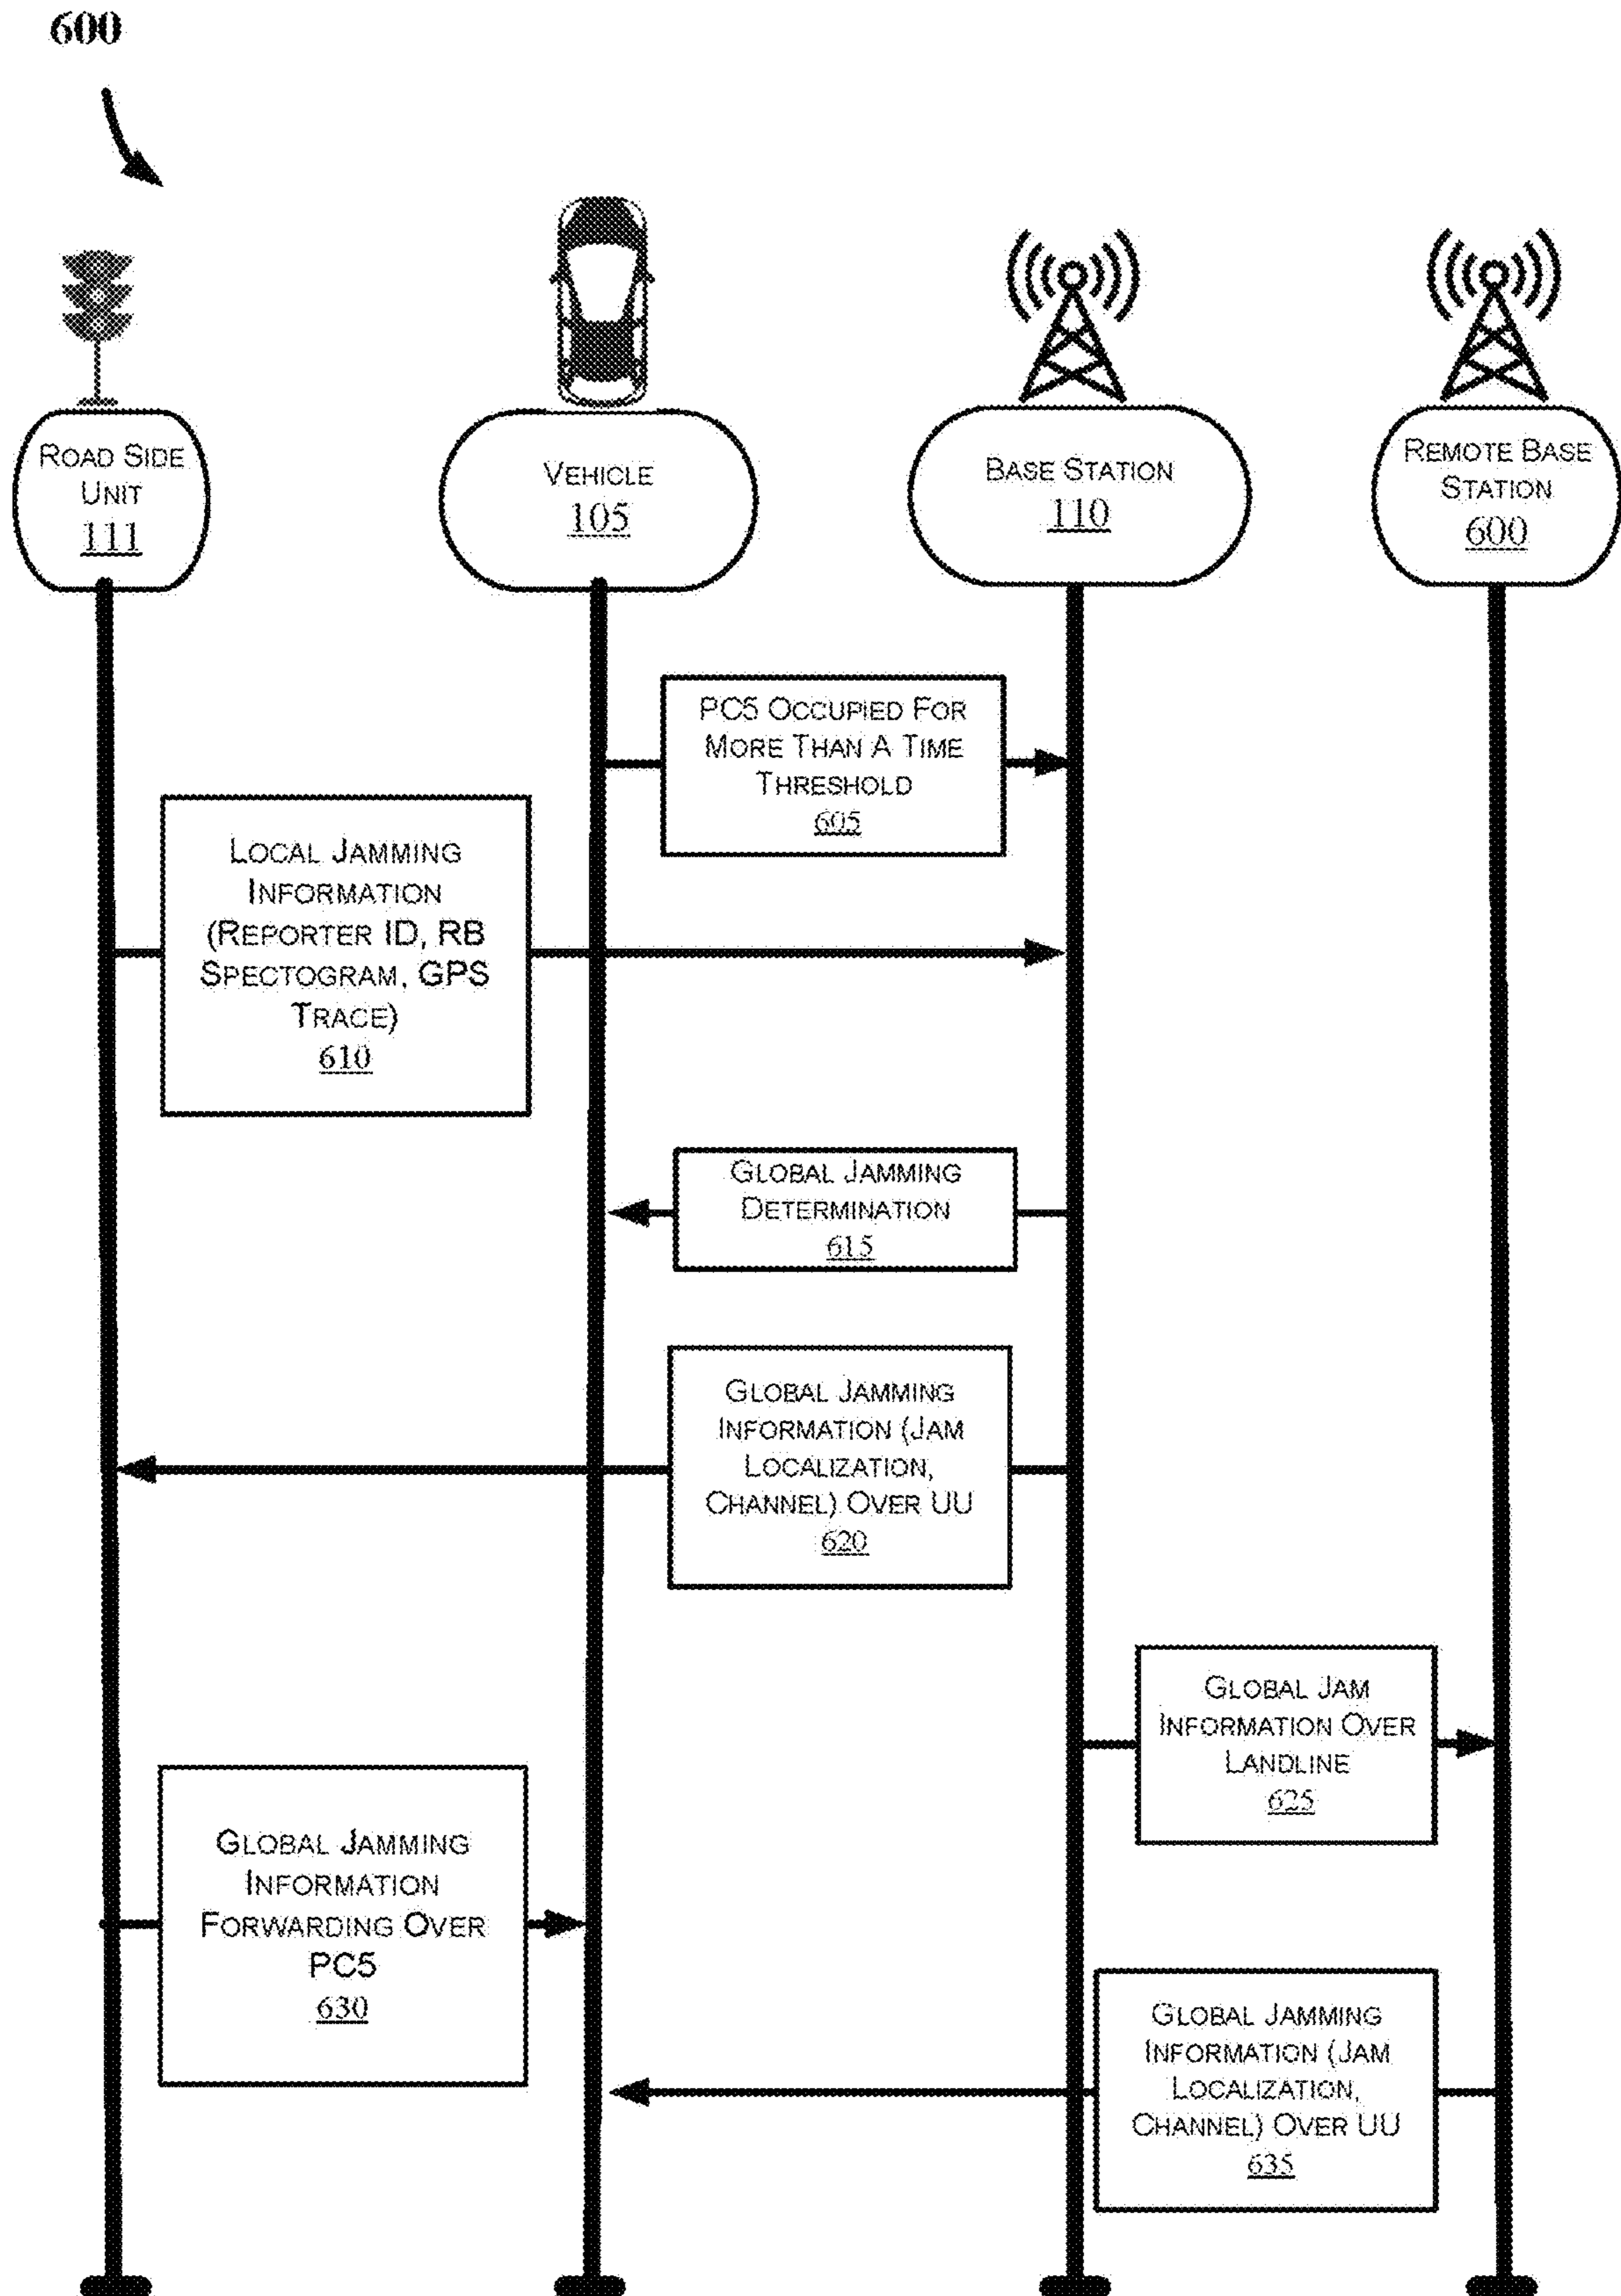 600
ROAD SIDE
UNIT
111
VEHICLE
105
BASE STATION
110
REMOTE BASE
STATION
600
PC5 OCCUPIED FOR
MORE THAN A TIME
THRESHOLD
605
LOCAL JAMMING
INFORMATION
(REPORTER ID, RB
SPECTOGRAM, GPS
TRACE)
610
GLOBAL JAMMING
DETERMINATION
615
GLOBAL JAMMING
INFORMATION (JAM
LOCALIZATION,
CHANNEL) OVER UU
620
GLOBAL JAM
INFORMATION OVER
LANDLINE
625
GLOBAL JAMMING
INFORMATION
FORWARDING OVER
PC5
630
GLOBAL JAMMING
INFORMATION (JAM
LOCALIZATION,
CHANNEL) OVER UU
635